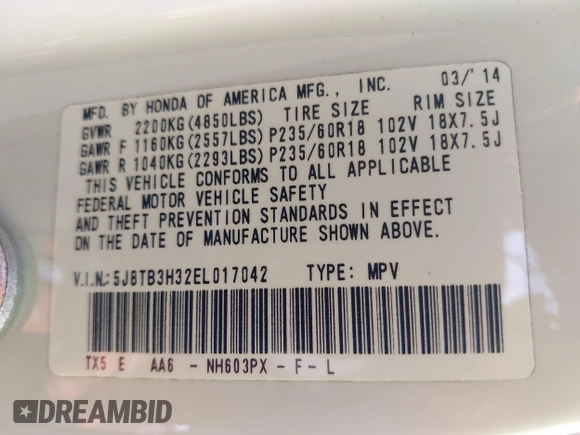 MFD. BY HONDA OF AMERICA MFG., INC. 03/'14
GVWR 2200KG(4850LBS) TIRE SIZE RIM SIZE
GAWR F 1160KG(2557LBS)P235/60R18 102V 18X7.5J
GAWR R 1040KG(2293LBS)P235/60R18 102V 18X7.5J
THIS VEHICLE CONFORMS TO ALL APPLICABLE
FEDERAL MOTOR VEHICLE SAFETY
AND THEFT PREVENTION STANDARDS IN EFFECT
ON THE DATE OF MANUFACTURE SHOWN ABOVE.
V.I.N.:5J8TB3H32EL017042 TYPE: MPV
TX5 E AA6 - NH603PX - F - L
DREAMBID